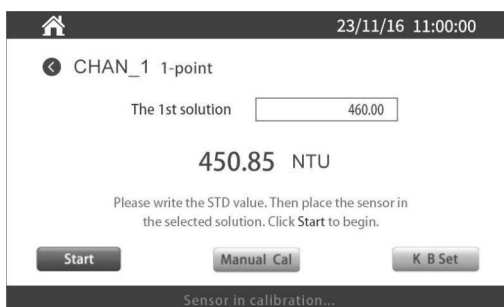 23/11/16 11:00:00
CHAN_1 1-point
The 1st solution 460.00
450.85 NTU
Please write the STD value. Then place the sensor in
the selected solution. Click Start to begin.
Start Manual Cal K B Set
Sensor in calibration...